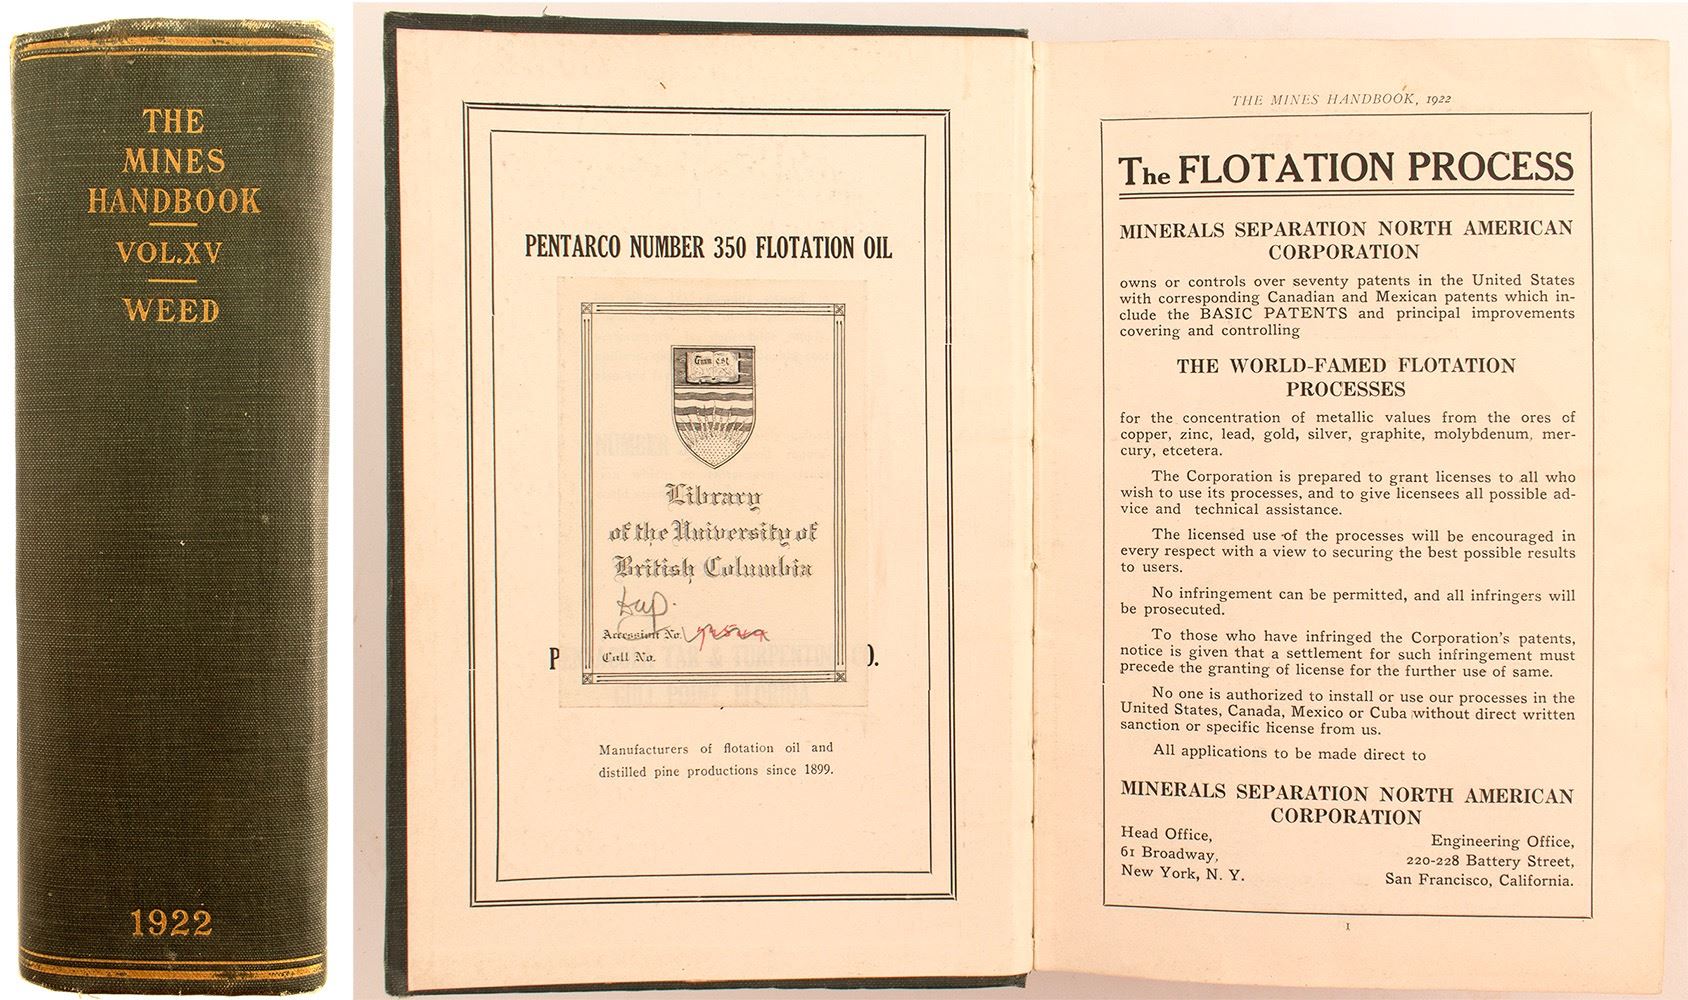 THE
MINES
HANDBOOK
VOL.XV
WEED
1922
PENTARCO NUMBER 350 FLOTATION OIL
Tuum est
Library
of the University of
British Columbia
Accession No.
Call No.
P
O.
Manufacturers of flotation oil and
distilled pine productions since 1899.
THE MINES HANDBOOK, 1922
The FLOTATION PROCESS
MINERALS SEPARATION NORTH AMERICAN
CORPORATION
owns or controls over seventy patents in the United States
with corresponding Canadian and Mexican patents which in-
clude the BASIC PATENTS and principal improvements
covering and controlling
THE WORLD-FAMED FLOTATION
PROCESSES
for the concentration of metallic values from the ores of
copper, zinc, lead, gold, silver, graphite, molybdenum, mer-
cury, etcetera.
The Corporation is prepared to grant licenses to all who
wish to use its processes, and to give licensees all possible ad-
vice and technical assistance.
The licensed use of the processes will be encouraged in
every respect with a view to securing the best possible results
to users.
No infringement can be permitted, and all infringers will
be prosecuted.
To those who have infringed the Corporation's patents,
notice is given that a settlement for such infringement must
precede the granting of license for the further use of same.
No one is authorized to install or use our processes in the
United States, Canada, Mexico or Cuba without direct written
sanction or specific license from us.
All applications to be made direct to
MINERALS SEPARATION NORTH AMERICAN
CORPORATION
Head Office,
61 Broadway,
New York, N. Y.
Engineering Office,
220-228 Battery Street,
San Francisco, California.
1